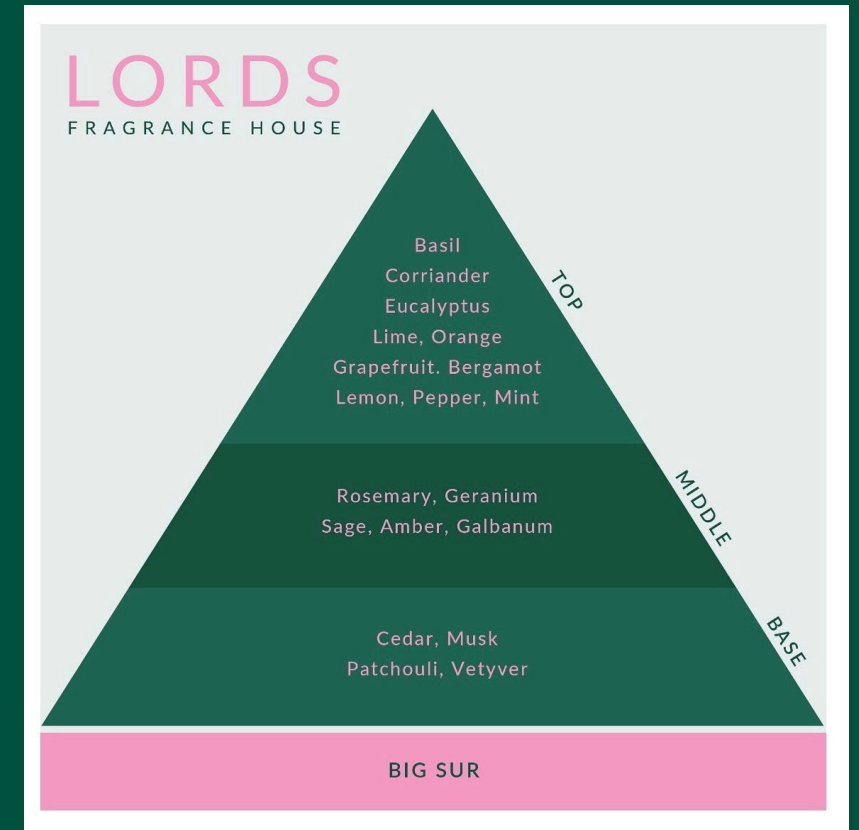 LORDS
FRAGRANCE HOUSE
Basil
Corriander
Eucalyptus
Lime, Orange
Grapefruit. Bergamot
Lemon, Pepper, Mint
TOP
Rosemary, Geranium
Sage, Amber, Galbanum
MIDDLE
Cedar, Musk
Patchouli, Vetyver
BASE
BIG SUR